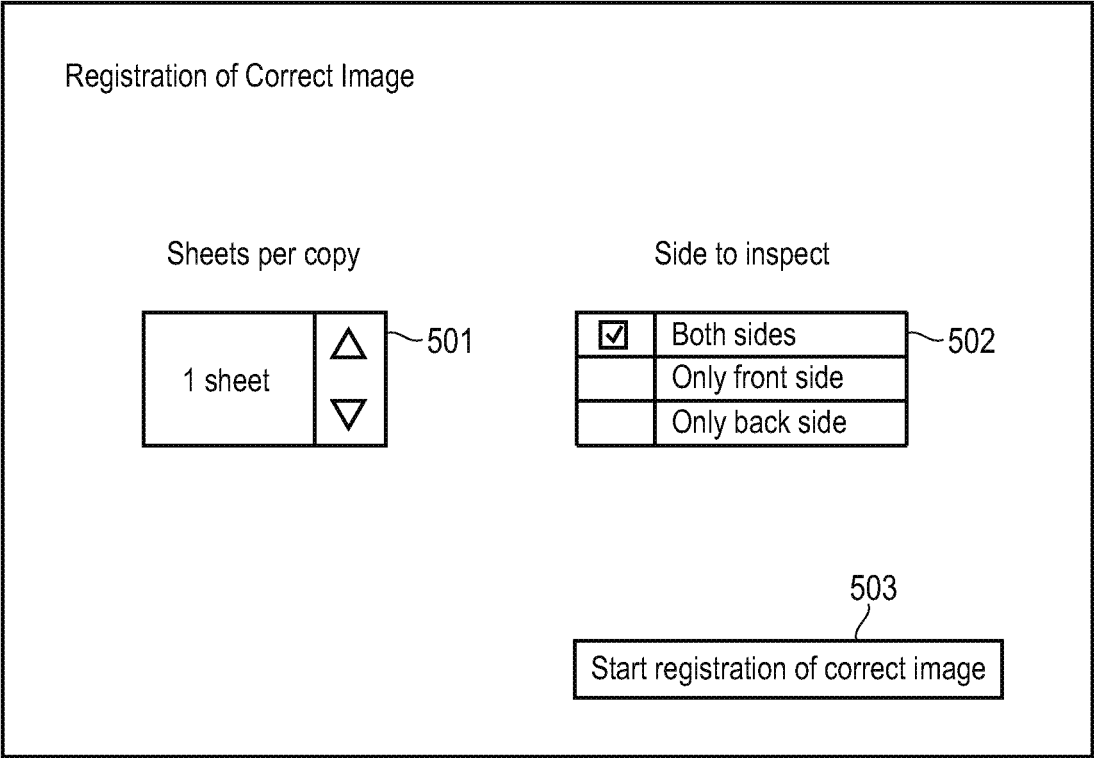 Registration of Correct Image
Sheets per copy
1 sheet
501
Side to inspect
Both sides
Only front side
Only back side
502
503
Start registration of correct image